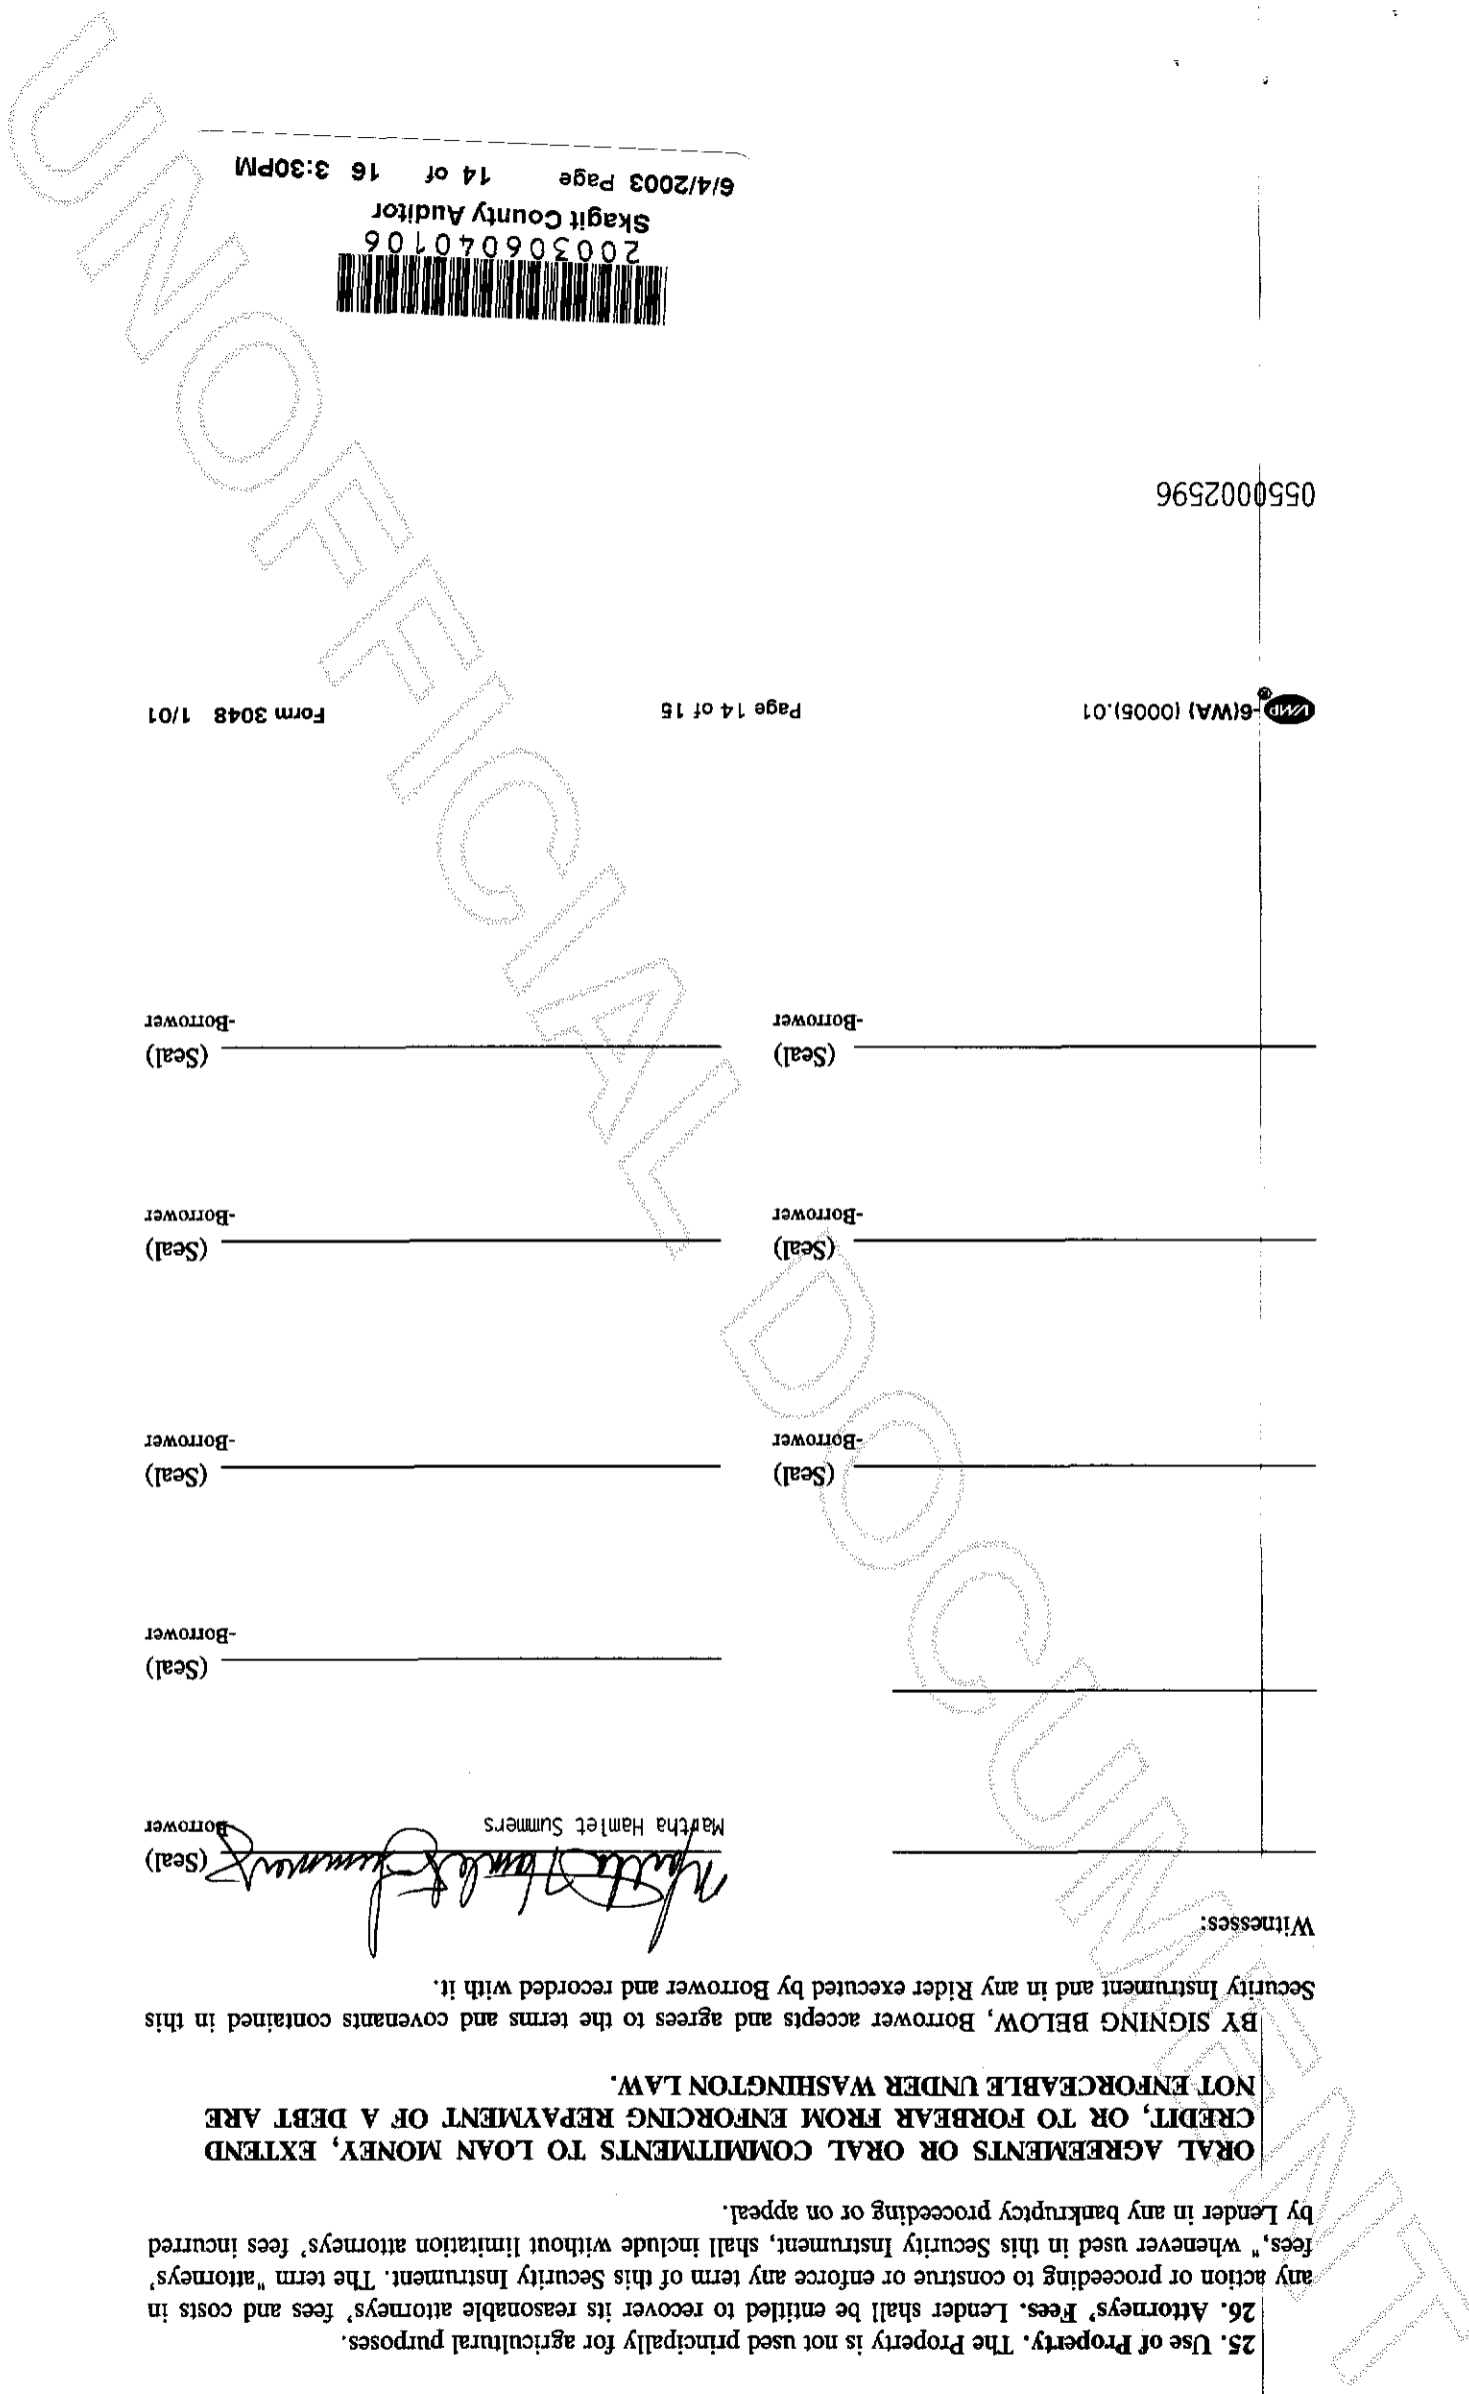 25. Use of Property. The Property is not used principally for agricultural purposes.
26. Attorneys' Fees. Lender shall be entitled to recover its reasonable attorneys' fees and costs in
any action or proceeding to construe or enforce any term of this Security Instrument. The term "attorneys'
fees," whenever used in this Security Instrument, shall include without limitation attorneys' fees incurred
by Lender in any bankruptcy proceeding or on appeal.
ORAL AGREEMENTS OR ORAL COMMITMENTS TO LOAN MONEY, EXTEND
CREDIT, OR TO FORBEAR FROM ENFORCING REPAYMENT OF A DEBT ARE
NOT ENFORCEABLE UNDER WASHINGTON LAW.
BY SIGNING BELOW, Borrower accepts and agrees to the terms and covenants contained in this
Security Instrument and in any Rider executed by Borrower and recorded with it.
Witnesses:
Martha Hamlet Summers (Seal)
Martha Hamlet Summers -Borrower
(Seal)
-Borrower
(Seal) (Seal)
-Borrower -Borrower
(Seal) (Seal)
-Borrower -Borrower
(Seal) (Seal)
-Borrower -Borrower
VMP®-6(WA) (0005).01 Page 14 of 15 Form 3048 1/01
0550002596
200306040106
Skagit County Auditor
6/4/2003 Page 14 of 16 3:30PM
UNOFFICIAL DOCUMENT